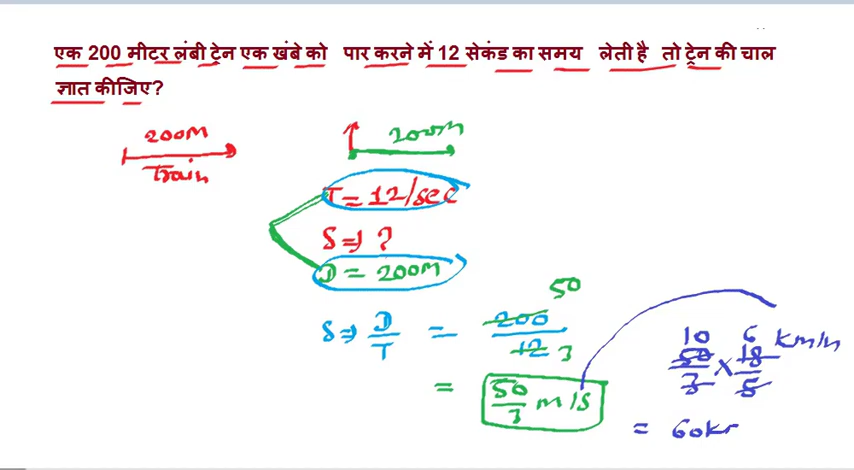 एक 200 मीटर लंबी ट्रेन एक खंबे को पार करने में 12 सेकंड का समय लेती है तो ट्रेन की चाल
ज्ञात कीजिए?
200M
Train
200M
T = 12/sec
S ⇒ ?
D = 200M
S ⇒ D/T = 200/12 50 3
= 50/3 m/s
10 6
50/3 × 18/5 km/h
= 60km